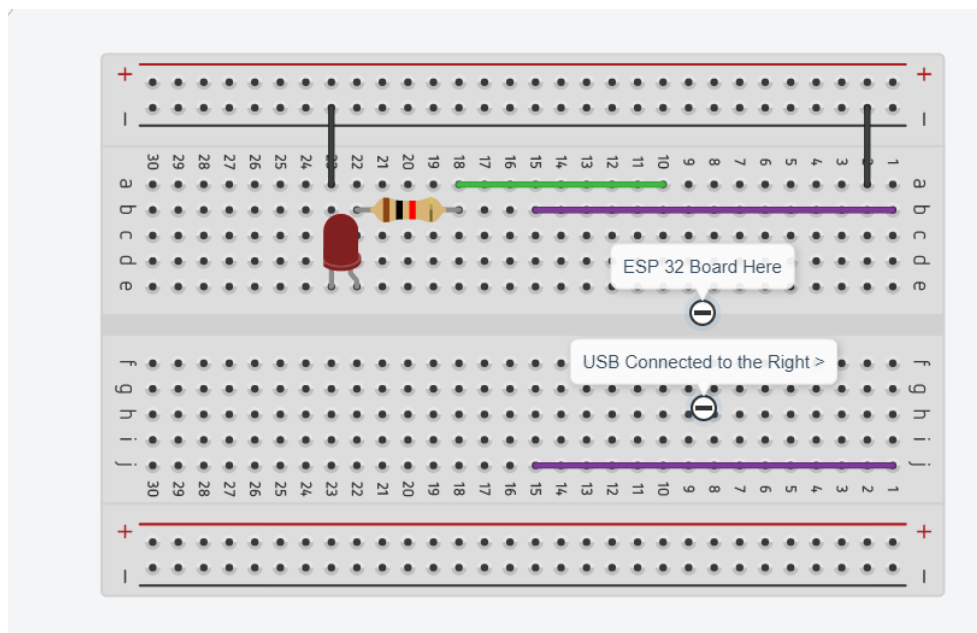 + +
— —
30 29 28 27 26 25 24 23 22 21 20 19 18 17 16 15 14 13 12 11 10 9 8 7 6 5 4 3 2 1
a a
b b
c c
d d
ESP 32 Board Here
e e
f f
USB Connected to the Right >
g g
h h
i i
j j
30 29 28 27 26 25 24 23 22 21 20 19 18 17 16 15 14 13 12 11 10 9 8 7 6 5 4 3 2 1
+ +
— —